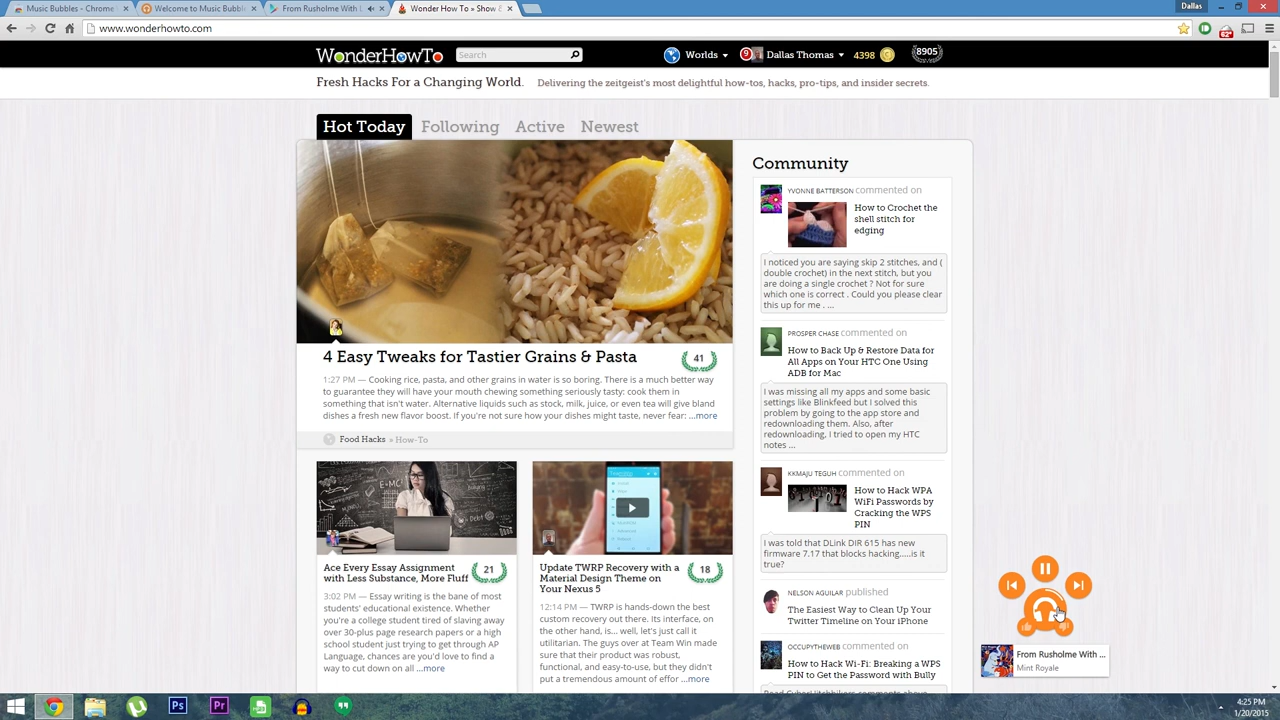 Music Bubbles - Chrome
Welcome to Music Bubble
From Rusholme With L
Wonder How To » Show &
Dallas
www.wonderhowto.com
62
WonderHowTo
Search
Worlds
9
Dallas Thomas
4398
8905
Fresh Hacks For a Changing World.
Delivering the zeitgeist's most delightful how-tos, hacks, pro-tips, and insider secrets.
Hot Today
Following
Active
Newest
4 Easy Tweaks for Tastier Grains & Pasta
41
1:27 PM — Cooking rice, pasta, and other grains in water is so boring. There is a much better way
to guarantee they will have your mouth chewing something seriously tasty: cook them in
something that isn't water. Alternative liquids such as stock, milk, juice, or even tea will give bland
dishes a fresh new flavor boost. If you're not sure how your dishes might taste, never fear: ...more
Food Hacks » How-To
Ace Every Essay Assignment
with Less Substance, More Fluff
21
3:02 PM — Essay writing is the bane of most
students' educational existence. Whether
you're a college student tired of slaving away
over 30-plus page research papers or a high
school student just trying to get through AP
Language, chances are you'd love to find a
way to cut down on all ...more
Update TWRP Recovery with a
Material Design Theme on
Your Nexus 5
18
12:14 PM — TWRP is hands-down the best
custom recovery out there. Its interface, on
the other hand, is... well, let's just call it
utilitarian. The guys over at Team Win made
sure that their product was robust,
functional, and easy-to-use, but they didn't
put a tremendous amount of effor ...more
Community
YVONNE BATTERSON commented on
How to Crochet the
shell stitch for
edging
I noticed you are saying skip 2 stitches, and (
double crochet) in the next stitch, but you
are doing a single crochet ? Not for sure
which one is correct . Could you please clear
this up for me . ...
PROSPER CHASE commented on
How to Back Up & Restore Data for
All Apps on Your HTC One Using
ADB for Mac
I was missing all my apps and some basic
settings like Blinkfeed but I solved this
problem by going to the app store and
redownloading them. Also, after
redownloading, I tried to open my HTC
notes ...
KKMAJU TEGUH commented on
How to Hack WPA
WiFi Passwords by
Cracking the WPS
PIN
I was told that DLink DIR 615 has new
firmware 7.17 that blocks hacking.....is it
true?
NELSON AGUILAR published
The Easiest Way to Clean Up Your
Twitter Timeline on Your iPhone
OCCUPYTHEWEB commented on
How to Hack Wi-Fi: Breaking a WPS
PIN to Get the Password with Bully
From Rusholme With ...
Mint Royale
Ps
Pr
4:25 PM
1/20/2015